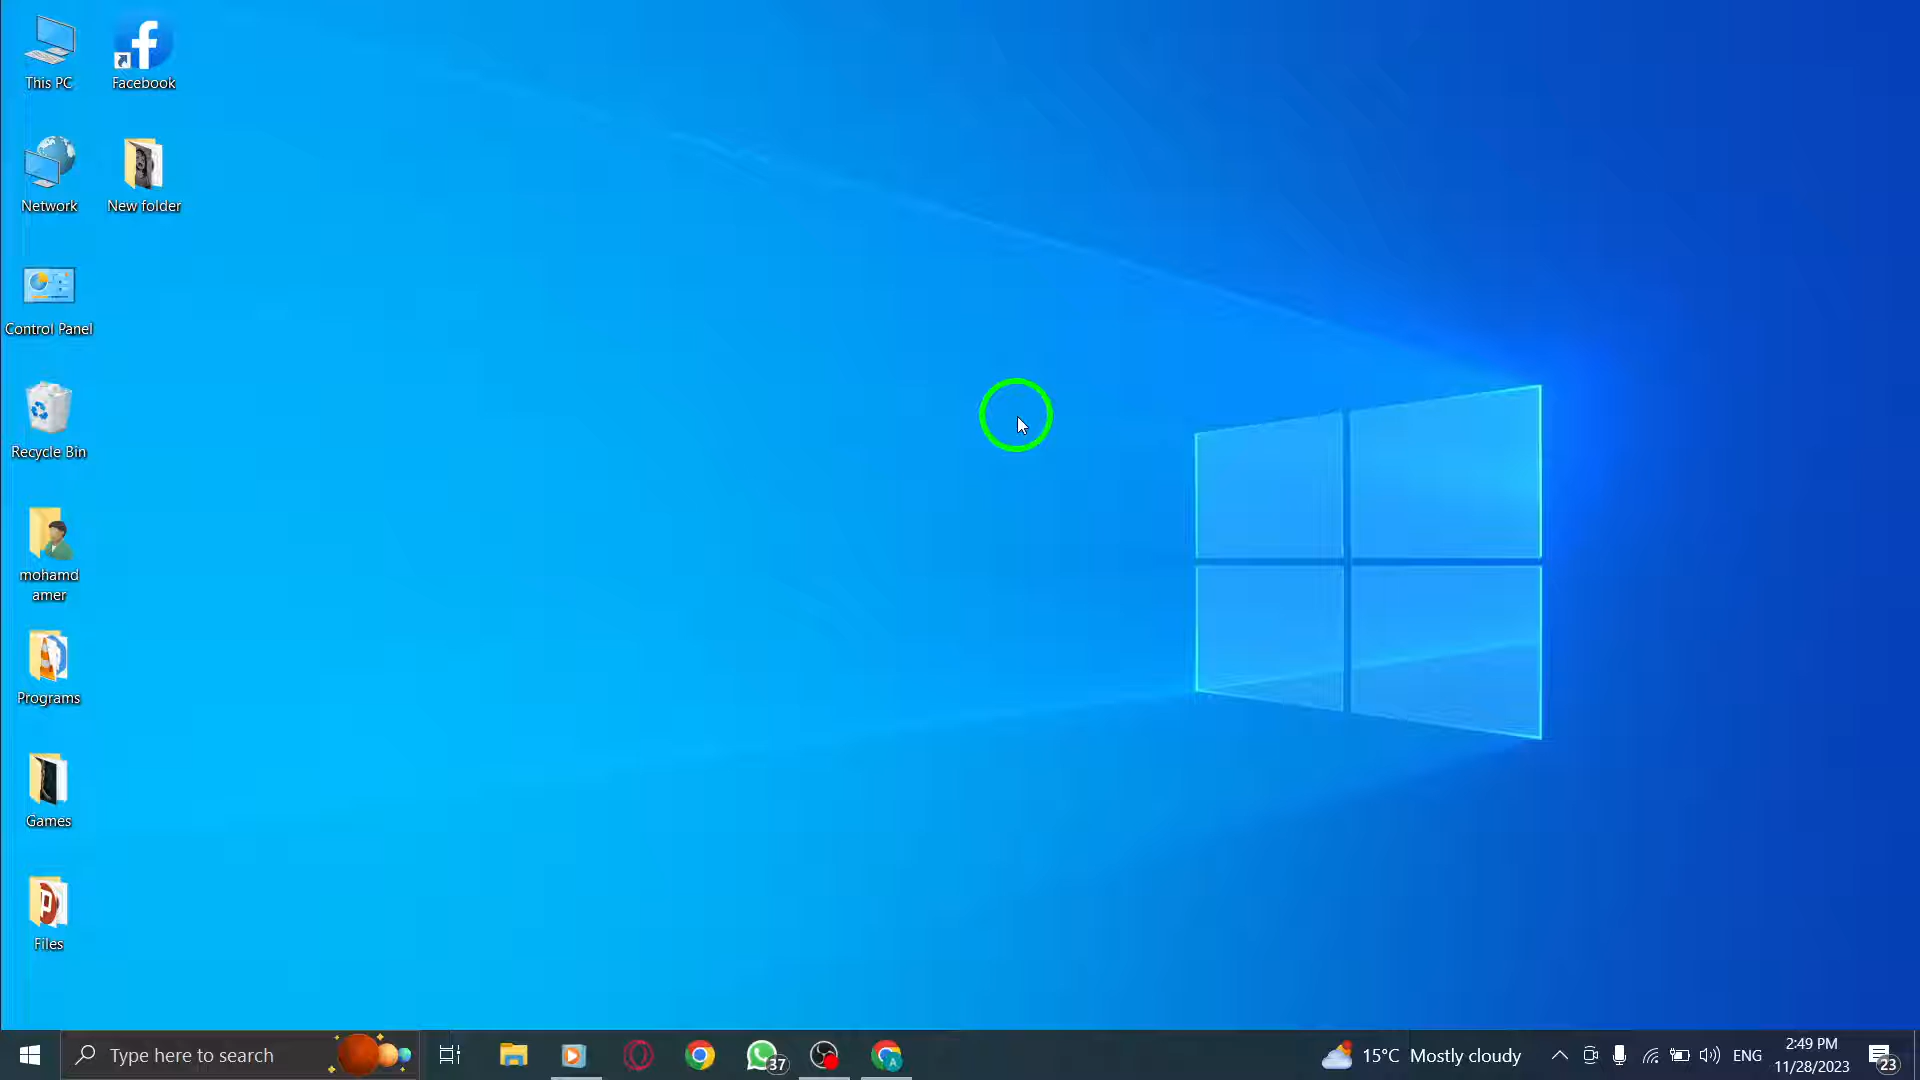 This PC
Facebook
Network
New folder
Control Panel
Recycle Bin
mohamd
amer
Programs
Games
Files
Type here to search
37
A
15°C Mostly cloudy
ENG
2:49 PM
11/28/2023
23